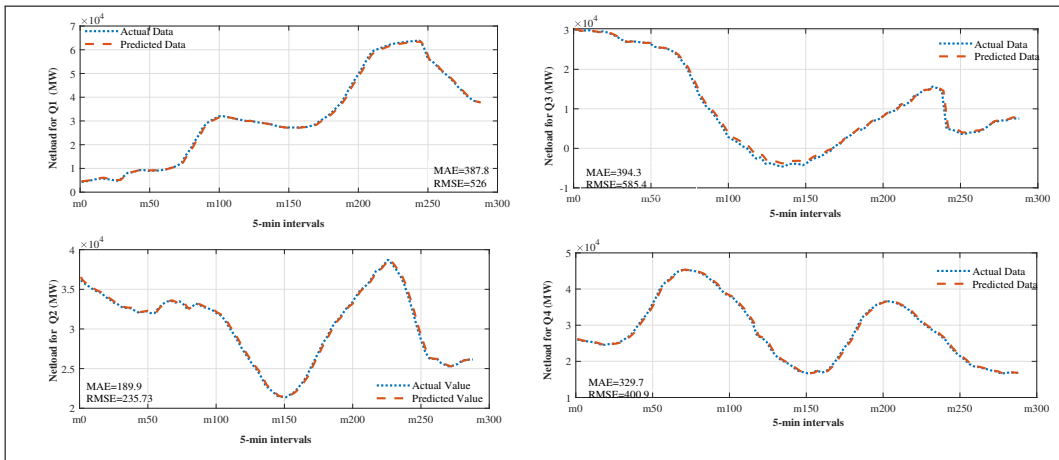 ×10⁴
Netload for Q1 (MW)
7
6
5
4
3
2
1
0
Actual Data
Predicted Data
MAE=387.8
RMSE=526
m0 m50 m100 m150 m200 m250 m300
5-min intervals
×10⁴
Netload for Q3 (MW)
3
2
1
0
-1
Actual Data
Predicted Data
MAE=394.3
RMSE=585.4
m0 m50 m100 m150 m200 m250 m300
5-min intervals
×10⁴
Netload for Q2 (MW)
4
3.5
3
2.5
2
MAE=189.9
RMSE=235.73
Actual Value
Predicted Value
m0 m50 m100 m150 m200 m250 m300
5-min intervals
×10⁴
Netload for Q4 (MW)
5
4
3
2
1
Actual Data
Predicted Data
MAE=329.7
RMSE=400.9
m0 m50 m100 m150 m200 m250 m300
5-min intervals